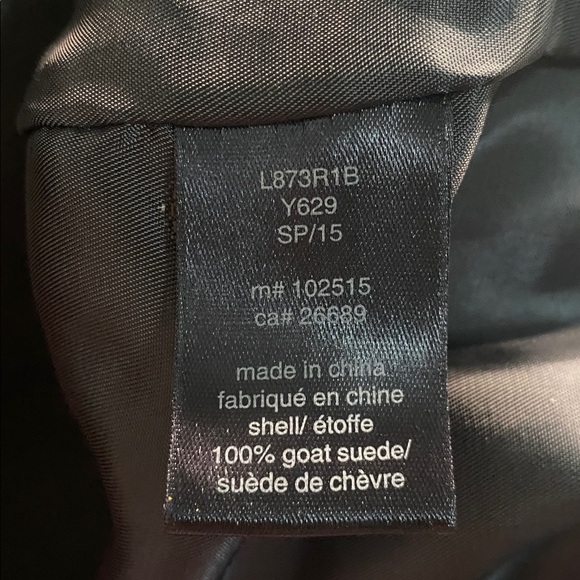 L873R1B
Y629
SP/15
m# 102515
ca# 26689
made in china
fabriqué en chine
shell/ étoffe
100% goat suede/
suède de chèvre